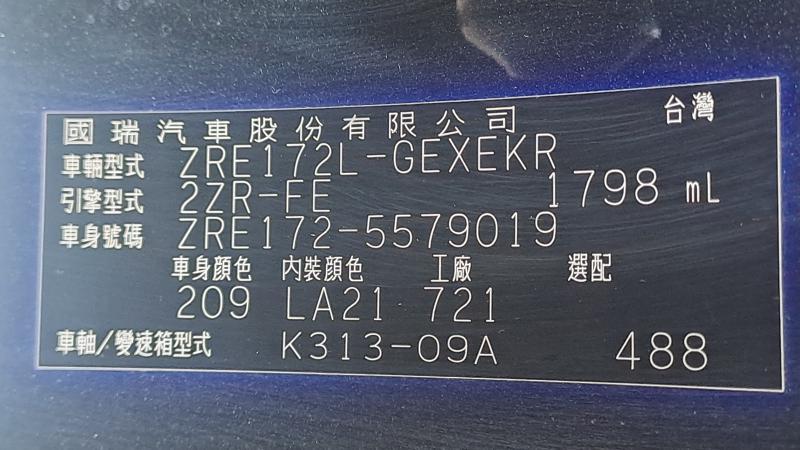 國瑞汽車股份有限公司 台灣
車輛型式 ZRE172L-GEXEKR
引擎型式 2ZR-FE 1798 mL
車身號碼 ZRE172-5579019
車身顏色 內裝顏色 工廠 選配
209 LA21 721
車軸/變速箱型式 K313-09A 488